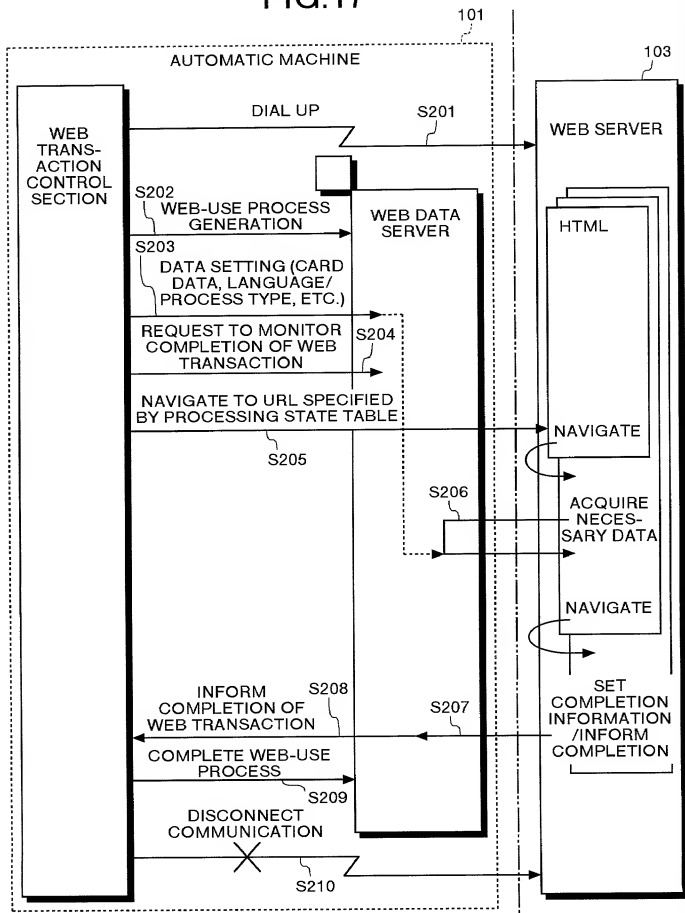 FIG.17
101
AUTOMATIC MACHINE
103
DIAL UP
S201
WEB
TRANS-
ACTION
CONTROL
SECTION
WEB SERVER
S202
WEB-USE PROCESS
GENERATION
WEB DATA
SERVER
HTML
S203
DATA SETTING (CARD
DATA, LANGUAGE/
PROCESS TYPE, ETC.)
REQUEST TO MONITOR
COMPLETION OF WEB
TRANSACTION
S204
NAVIGATE TO URL SPECIFIED
BY PROCESSING STATE TABLE
S205
NAVIGATE
S206
ACQUIRE
NECES-
SARY DATA
NAVIGATE
INFORM
COMPLETION OF
WEB TRANSACTION
S208
S207
SET
COMPLETION
INFORMATION
/INFORM
COMPLETION
COMPLETE WEB-USE
PROCESS
S209
DISCONNECT
COMMUNICATION
S210